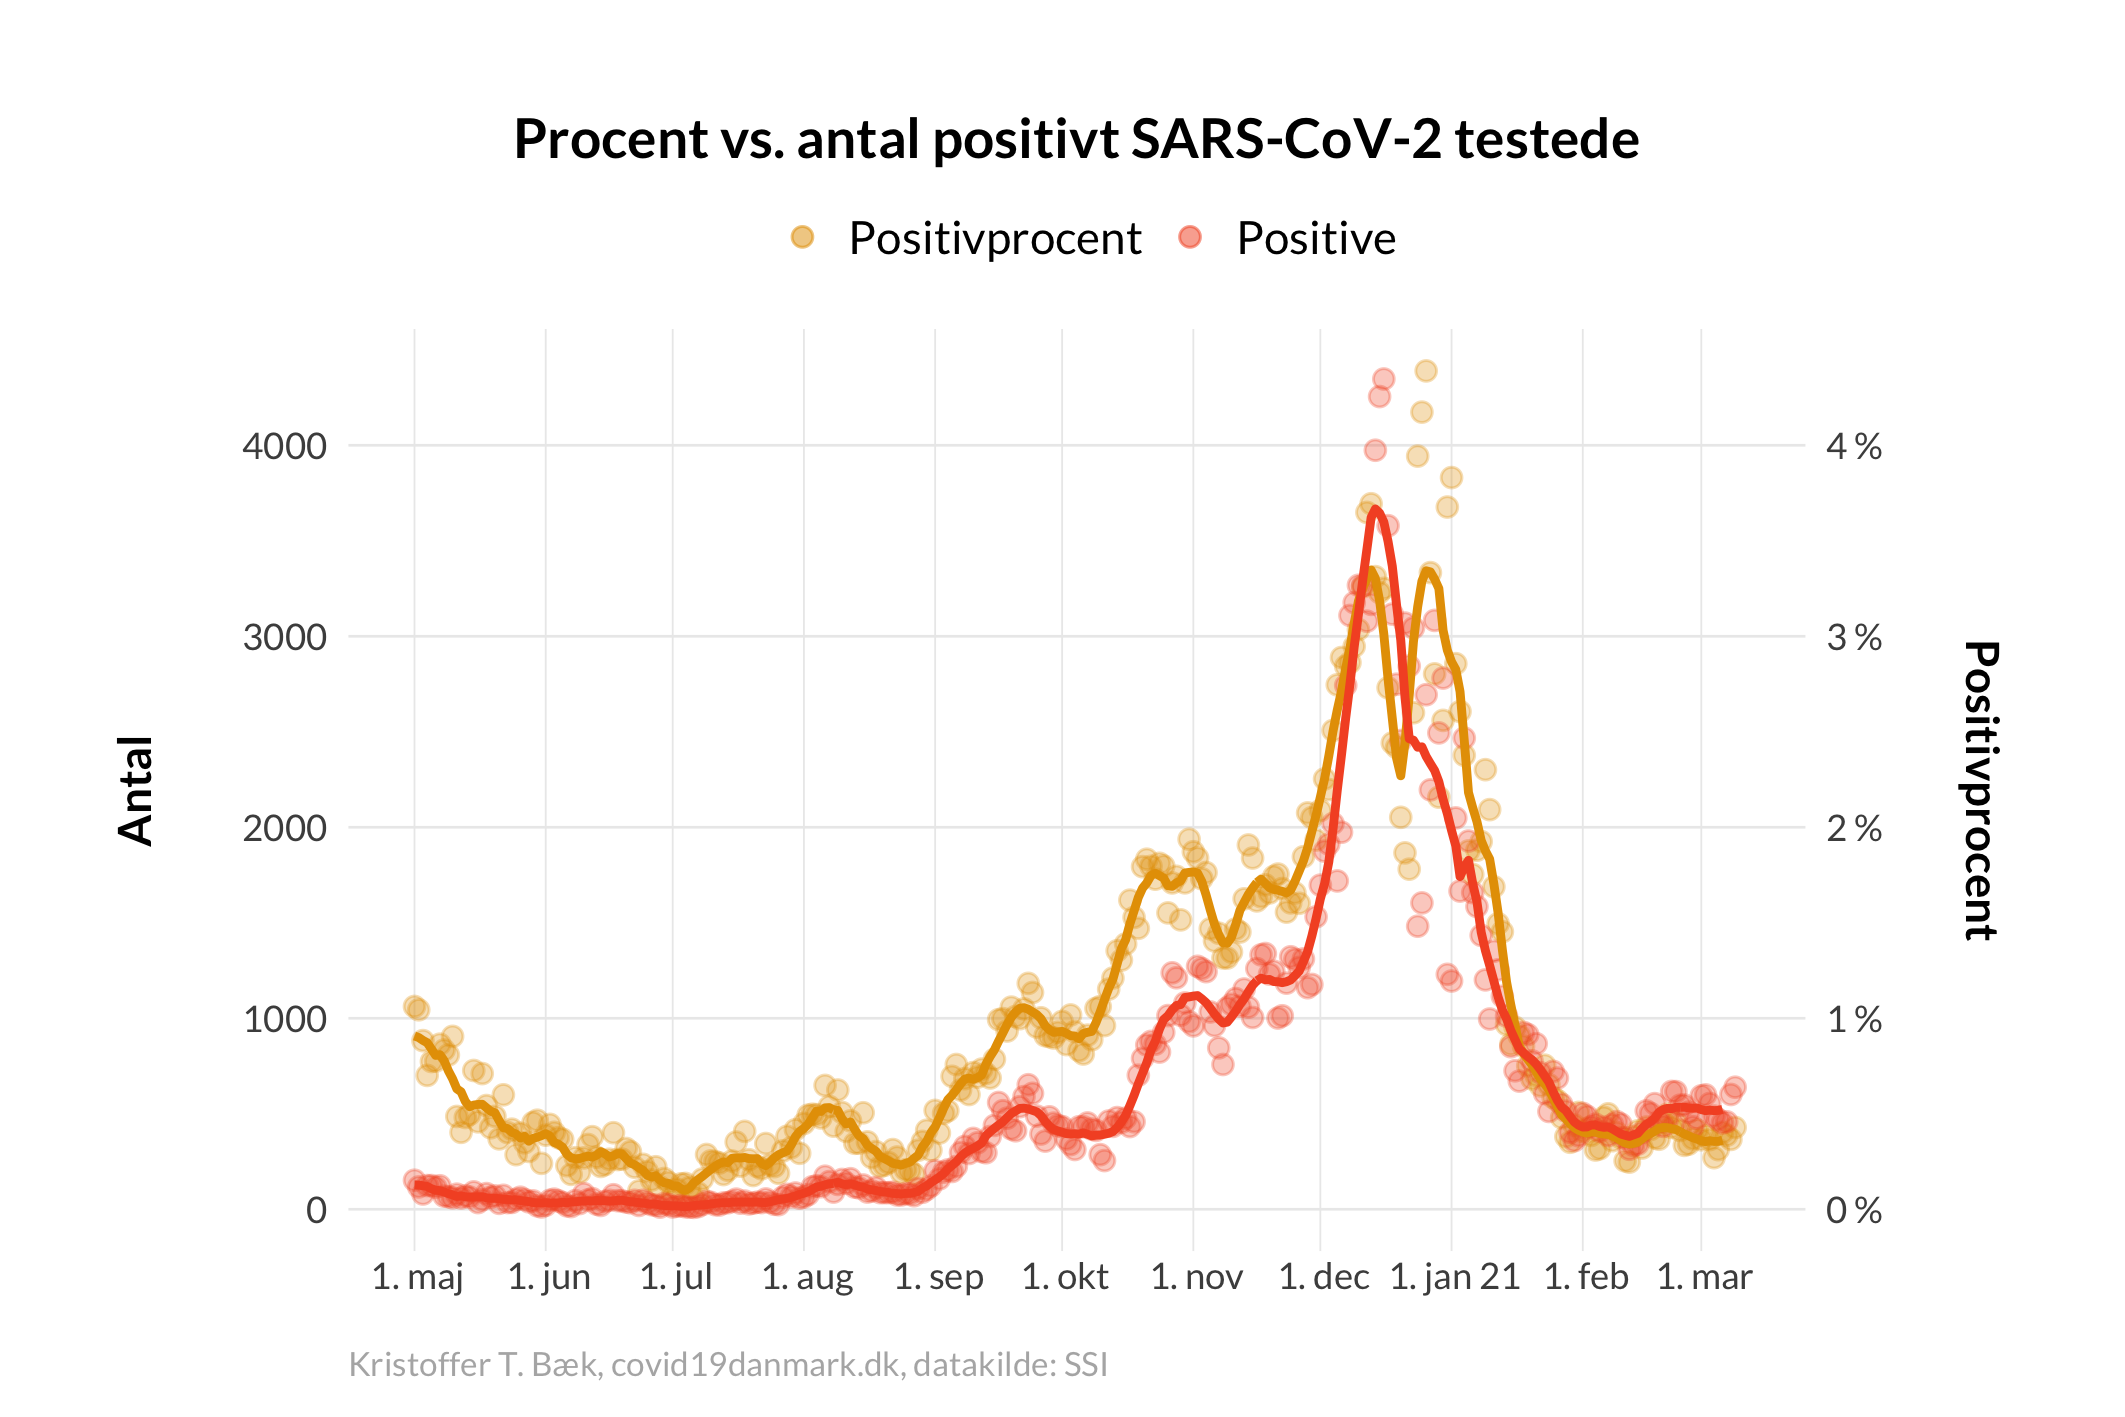 Procent vs. antal positivt SARS-CoV-2 testede
Positivprocent Positive
4000 4 %
3000 3 %
2000 2 %
1000 1 %
0 0 %
Antal
Positivprocent
1. maj 1. jun 1. jul 1. aug 1. sep 1. okt 1. nov 1. dec 1. jan 21 1. feb 1. mar
Kristoffer T. Bæk, covid19danmark.dk, datakilde: SSI